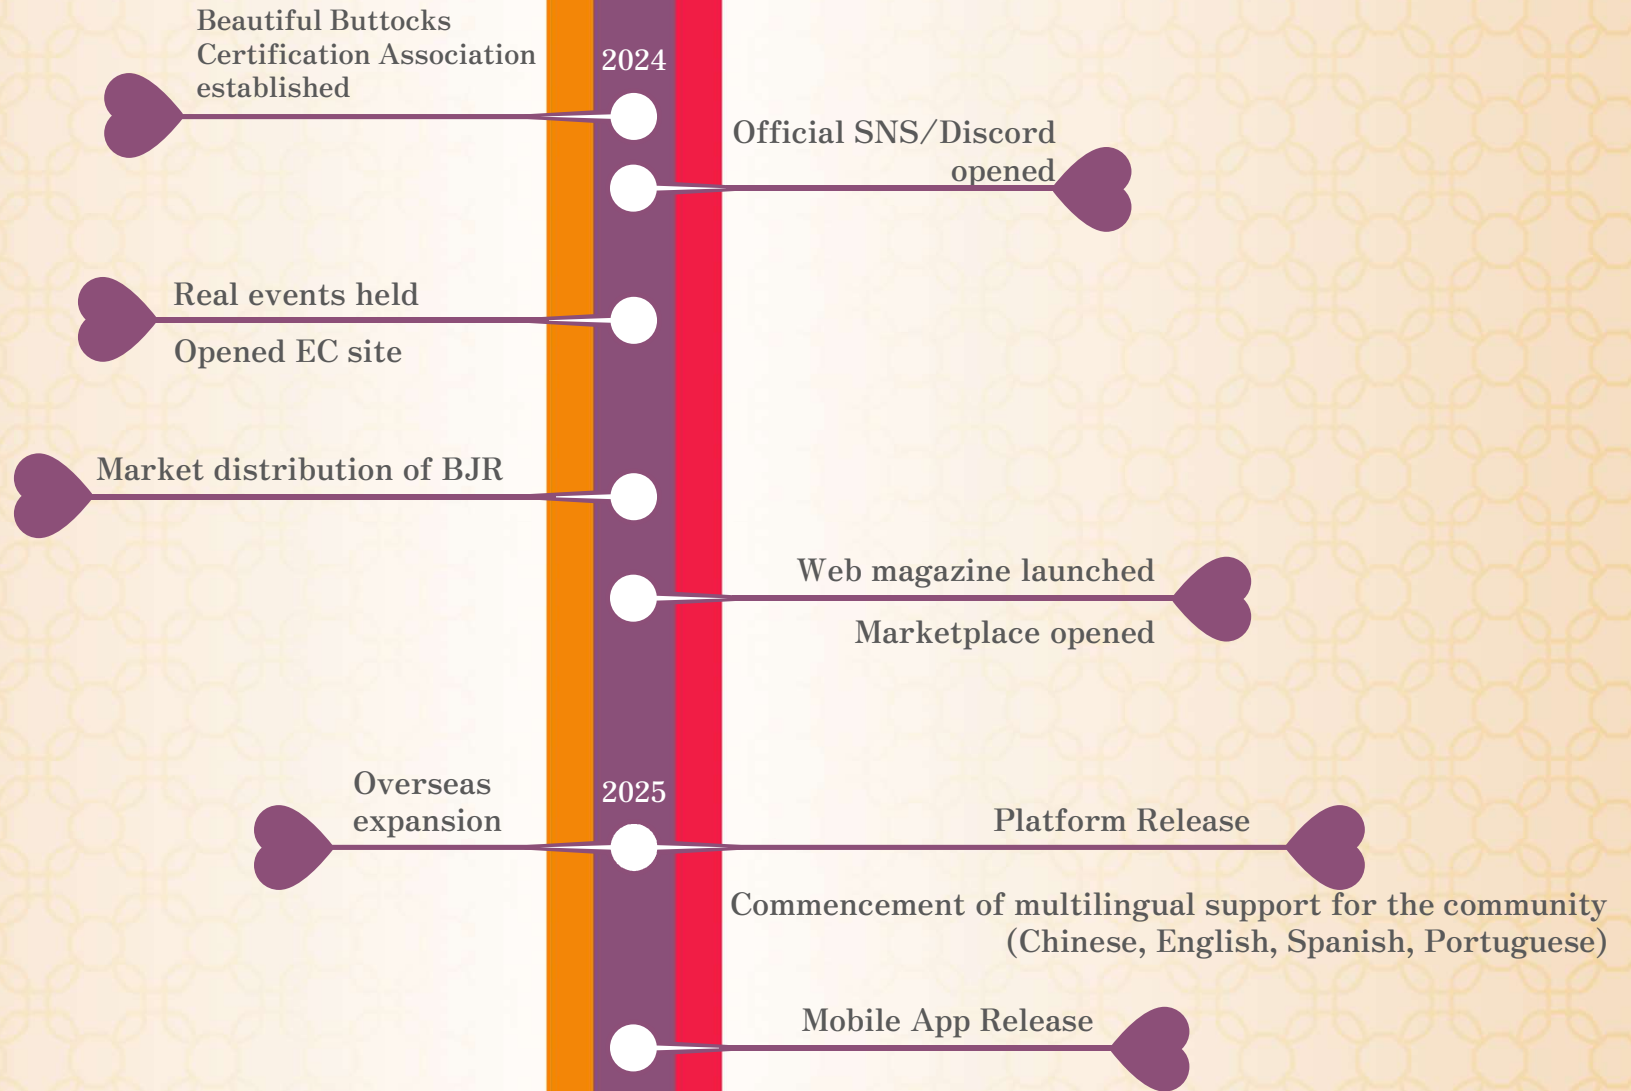 Beautiful Buttocks
Certification Association
established
2024
Official SNS/Discord
opened
Real events held
Opened EC site
Market distribution of BJR
Web magazine launched
Marketplace opened
Overseas
expansion
2025
Platform Release
Commencement of multilingual support for the community
(Chinese, English, Spanish, Portuguese)
Mobile App Release